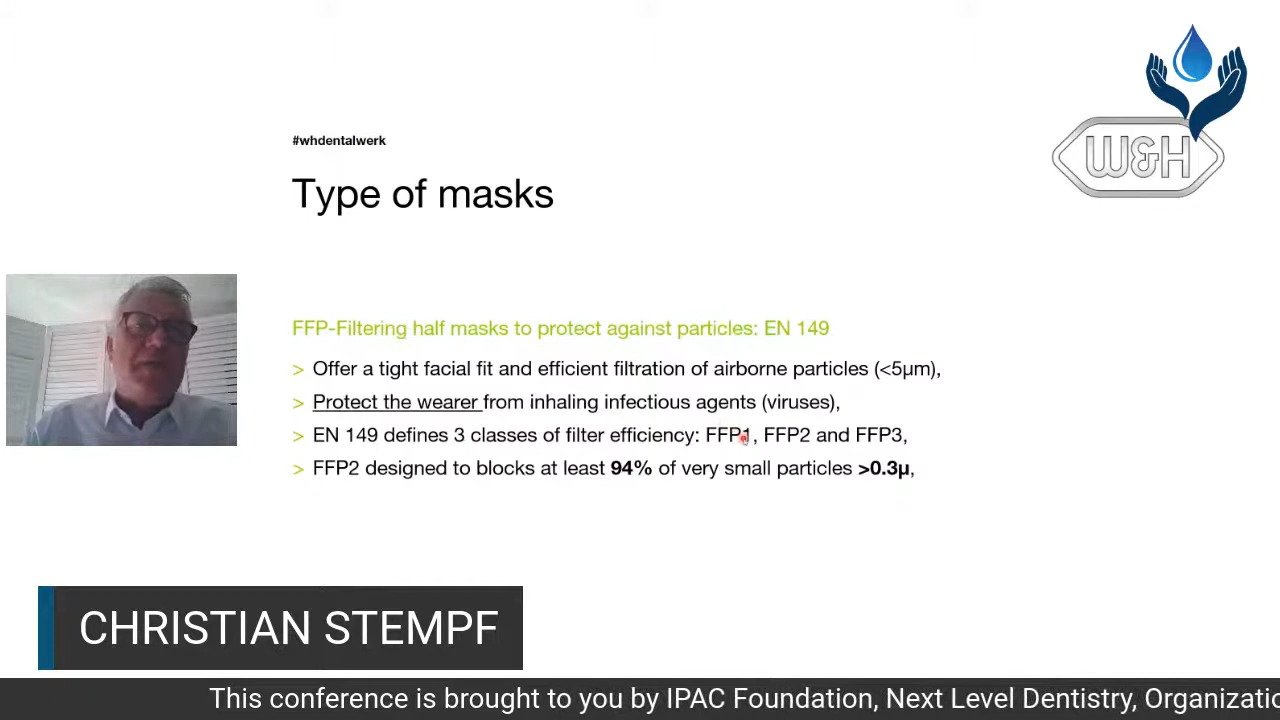 W&H
#whdentalwerk
Type of masks
FFP-Filtering half masks to protect against particles: EN 149
> Offer a tight facial fit and efficient filtration of airborne particles (<5µm),
> Protect the wearer from inhaling infectious agents (viruses),
> EN 149 defines 3 classes of filter efficiency: FFP1, FFP2 and FFP3,
> FFP2 designed to blocks at least 94% of very small particles >0.3µ,
CHRISTIAN STEMPF
This conference is brought to you by IPAC Foundation, Next Level Dentistry, Organizatio